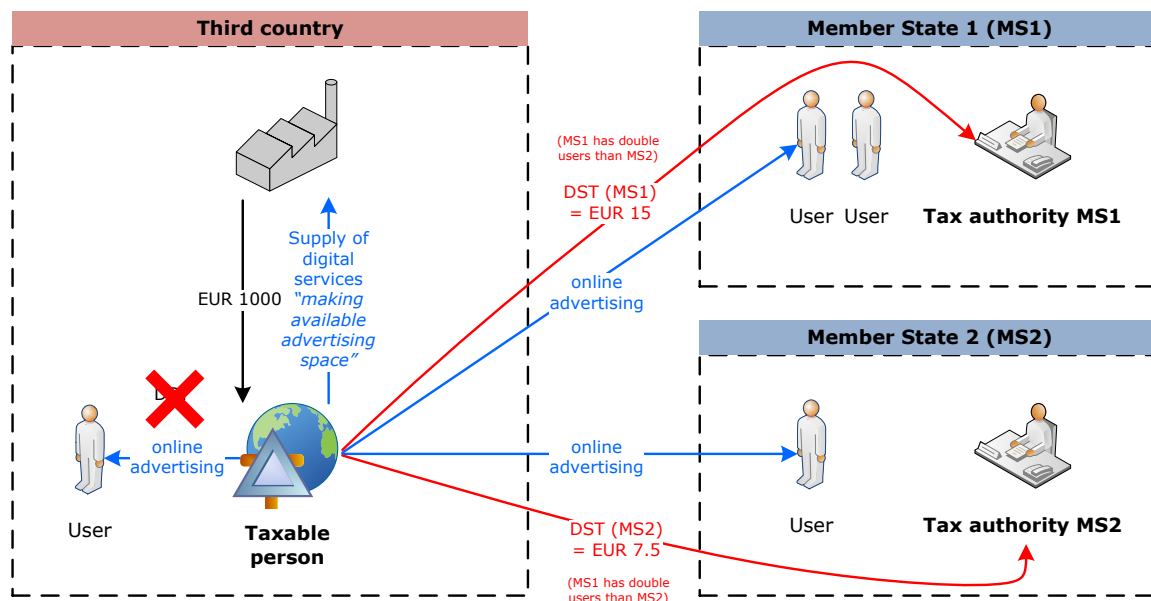 Third country
Member State 1 (MS1)
(MS1 has double
users than MS2)
DST (MS1)
= EUR 15
User User
Tax authority MS1
Supply of
digital
services
“making
available
advertising
space”
EUR 1000
online
advertising
Member State 2 (MS2)
online
advertising
online
advertising
User
Taxable
person
User
Tax authority MS2
DST (MS2)
= EUR 7.5
(MS1 has double
users than MS2)